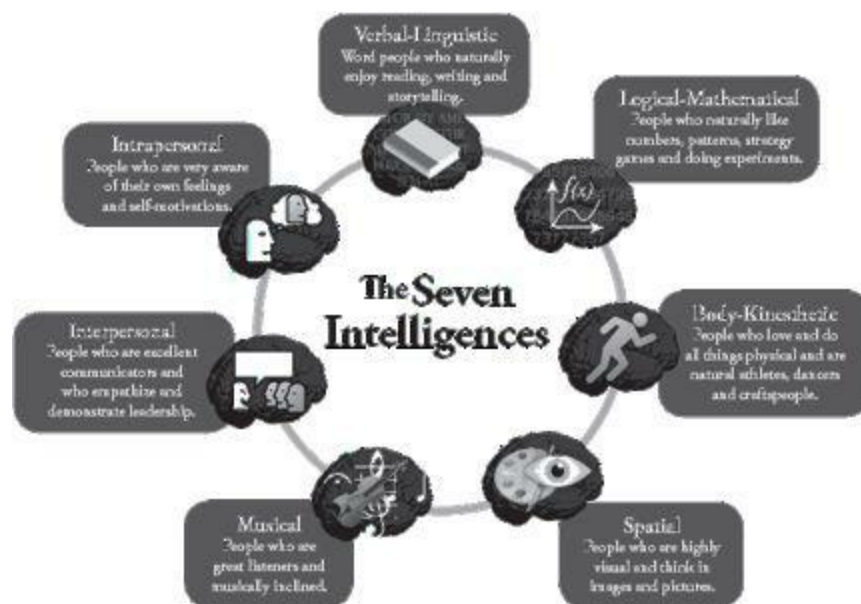 Verbal-Linguistic
Word people who naturally
enjoy reading, writing and
storytelling.
Logical-Mathematical
People who naturally like
numbers, patterns, strategy
games and doing experiments.
f(x)
Intrapersonal
People who are very aware
of their own feelings
and self-motivations.
The Seven
Intelligences
Body-Kinesthetic
People who love and do
all things physical and are
natural athletes, dancers
and craftspeople.
Interpersonal
People who are excellent
communicators and
who empathize and
demonstrate leadership.
Musical
People who are
great listeners and
musically inclined.
Spatial
People who are highly
visual and think in
images and pictures.